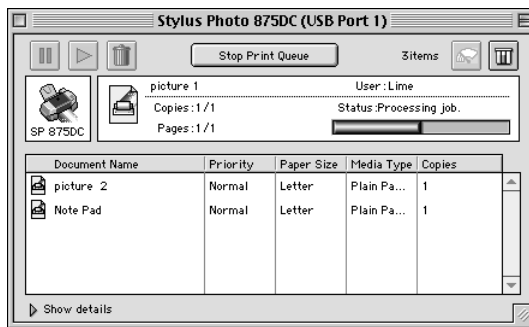 Stylus Photo 875DC (USB Port 1)
Stop Print Queue 3items
picture 1 User:Lime
Copies:1/1 Status:Processing job.
SP 875DC Pages:1/1
Document Name Priority Paper Size Media Type Copies
picture 2 Normal Letter Plain Pa... 1
Note Pad Normal Letter Plain Pa... 1
Show details